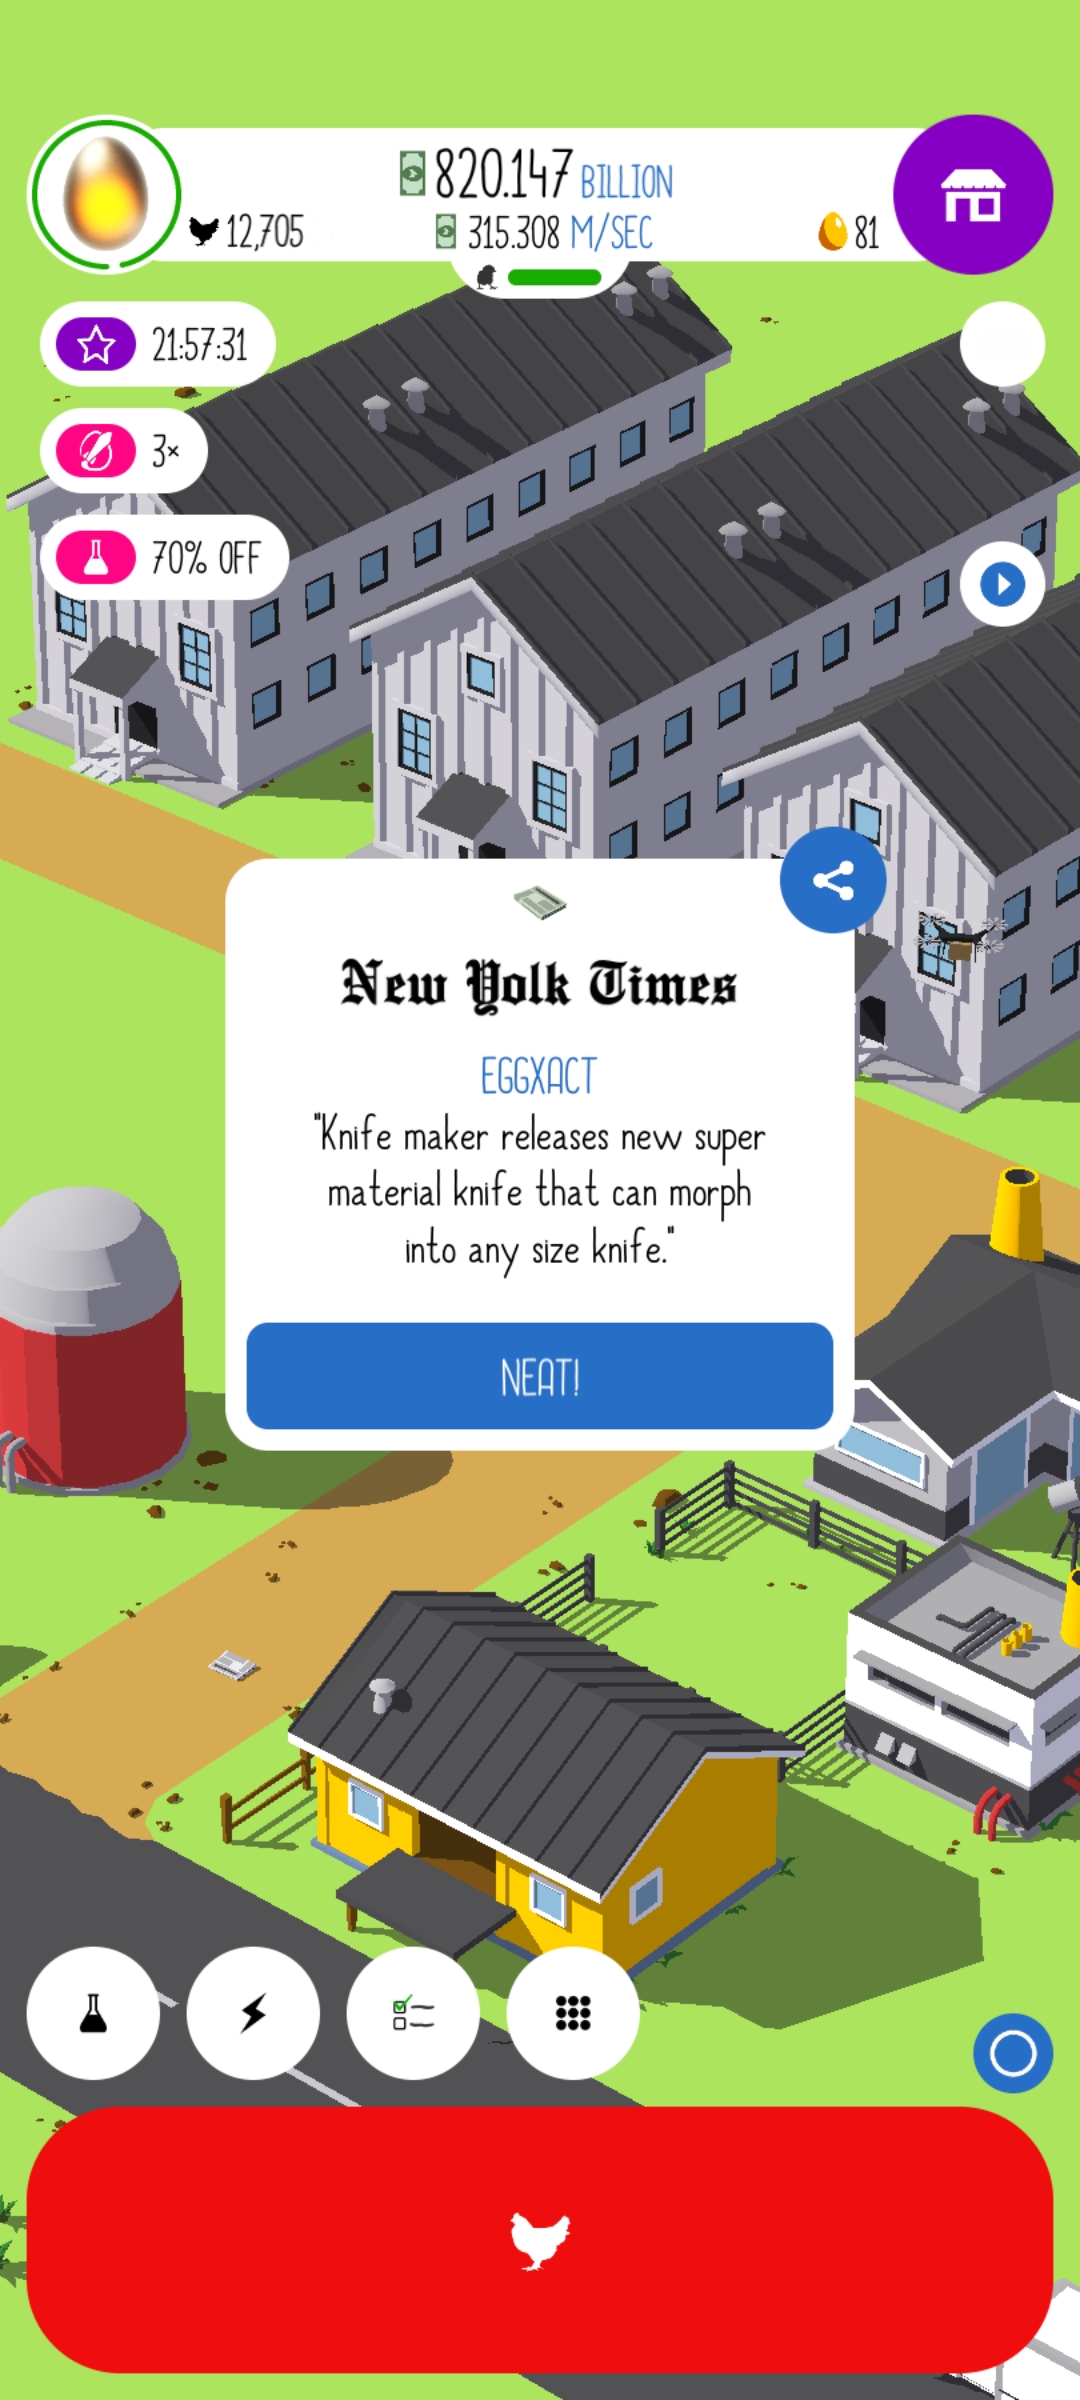 820.147 BILLION
12,705
315.308 M/SEC
81
21:57:31
3×
70% OFF
New Yolk Times
EGGXACT
"Knife maker releases new super
material knife that can morph
into any size knife."
NEAT!